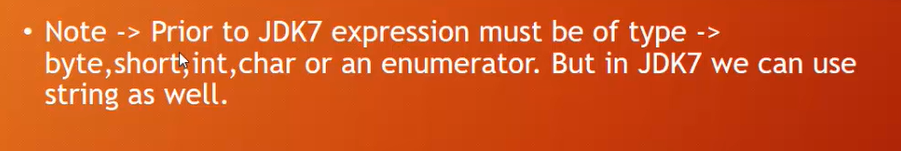 • Note -> Prior to JDK7 expression must be of type ->
byte,short,int,char or an enumerator. But in JDK7 we can use
string as well.